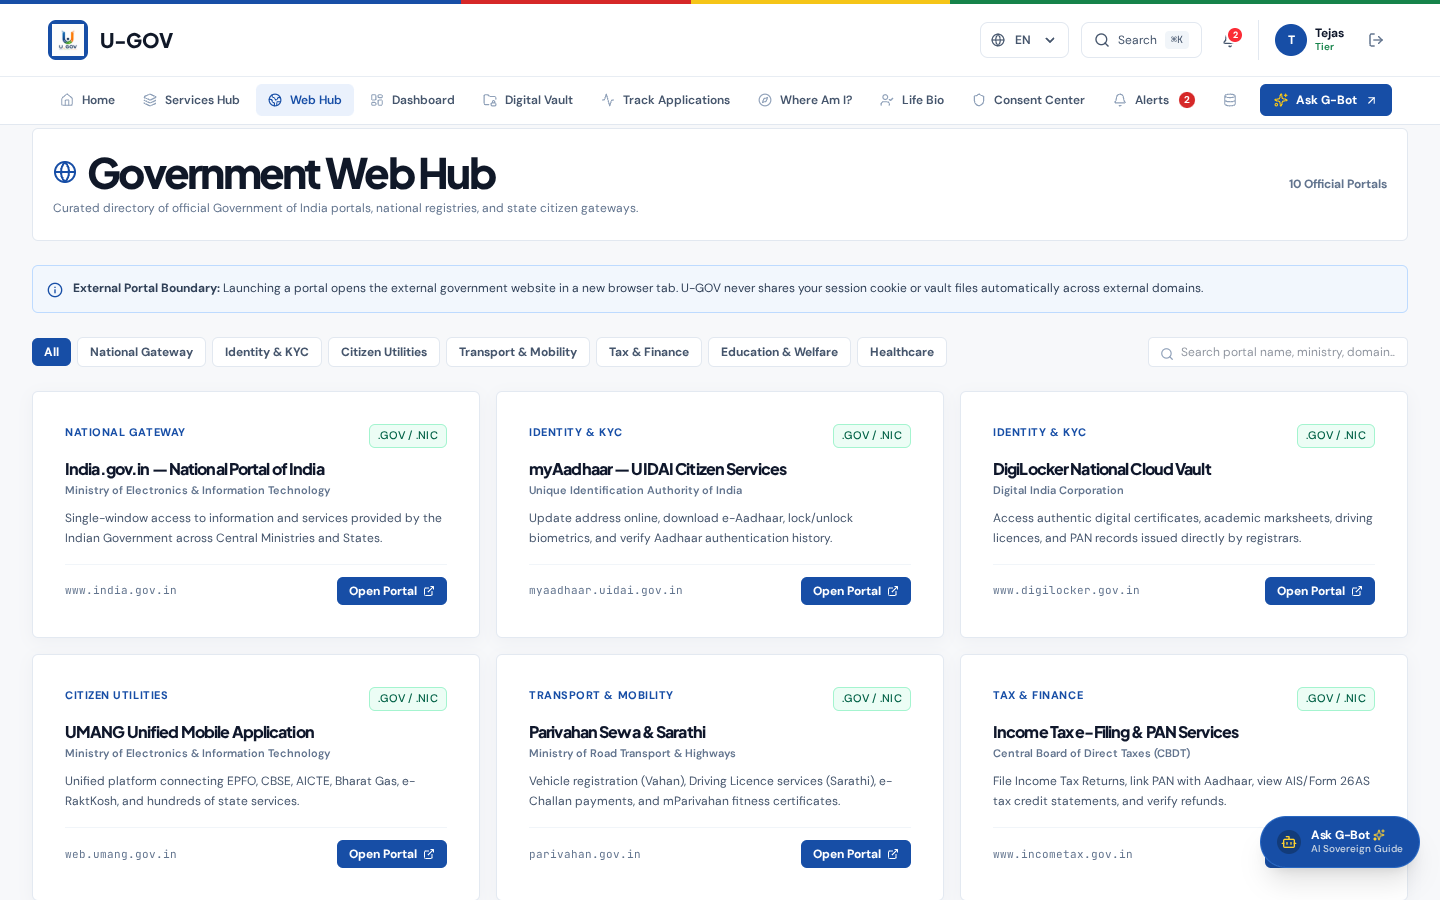 U-GOV
U-GOV
EN
Search ⌘K
2
T
Tejas
Tier
Home
Services Hub
Web Hub
Dashboard
Digital Vault
Track Applications
Where Am I?
Life Bio
Consent Center
Alerts 2
Ask G-Bot
Government Web Hub
10 Official Portals
Curated directory of official Government of India portals, national registries, and state citizen gateways.
External Portal Boundary: Launching a portal opens the external government website in a new browser tab. U-GOV never shares your session cookie or vault files automatically across external domains.
All
National Gateway
Identity & KYC
Citizen Utilities
Transport & Mobility
Tax & Finance
Education & Welfare
Healthcare
Search portal name, ministry, domain...
NATIONAL GATEWAY
.GOV / .NIC
India.gov.in — National Portal of India
Ministry of Electronics & Information Technology
Single-window access to information and services provided by the
Indian Government across Central Ministries and States.
www.india.gov.in
Open Portal
IDENTITY & KYC
.GOV / .NIC
myAadhaar — UIDAI Citizen Services
Unique Identification Authority of India
Update address online, download e-Aadhaar, lock/unlock
biometrics, and verify Aadhaar authentication history.
myaadhaar.uidai.gov.in
Open Portal
IDENTITY & KYC
.GOV / .NIC
DigiLocker National Cloud Vault
Digital India Corporation
Access authentic digital certificates, academic marksheets, driving
licences, and PAN records issued directly by registrars.
www.digilocker.gov.in
Open Portal
CITIZEN UTILITIES
.GOV / .NIC
UMANG Unified Mobile Application
Ministry of Electronics & Information Technology
Unified platform connecting EPFO, CBSE, AICTE, Bharat Gas, e-
RaktKosh, and hundreds of state services.
web.umang.gov.in
Open Portal
TRANSPORT & MOBILITY
.GOV / .NIC
Parivahan Sewa & Sarathi
Ministry of Road Transport & Highways
Vehicle registration (Vahan), Driving Licence services (Sarathi), e-
Challan payments, and mParivahan fitness certificates.
parivahan.gov.in
Open Portal
TAX & FINANCE
.GOV / .NIC
Income Tax e-Filing & PAN Services
Central Board of Direct Taxes (CBDT)
File Income Tax Returns, link PAN with Aadhaar, view AIS/Form 26AS
tax credit statements, and verify refunds.
www.incometax.gov.in
Ask G-Bot
AI Sovereign Guide